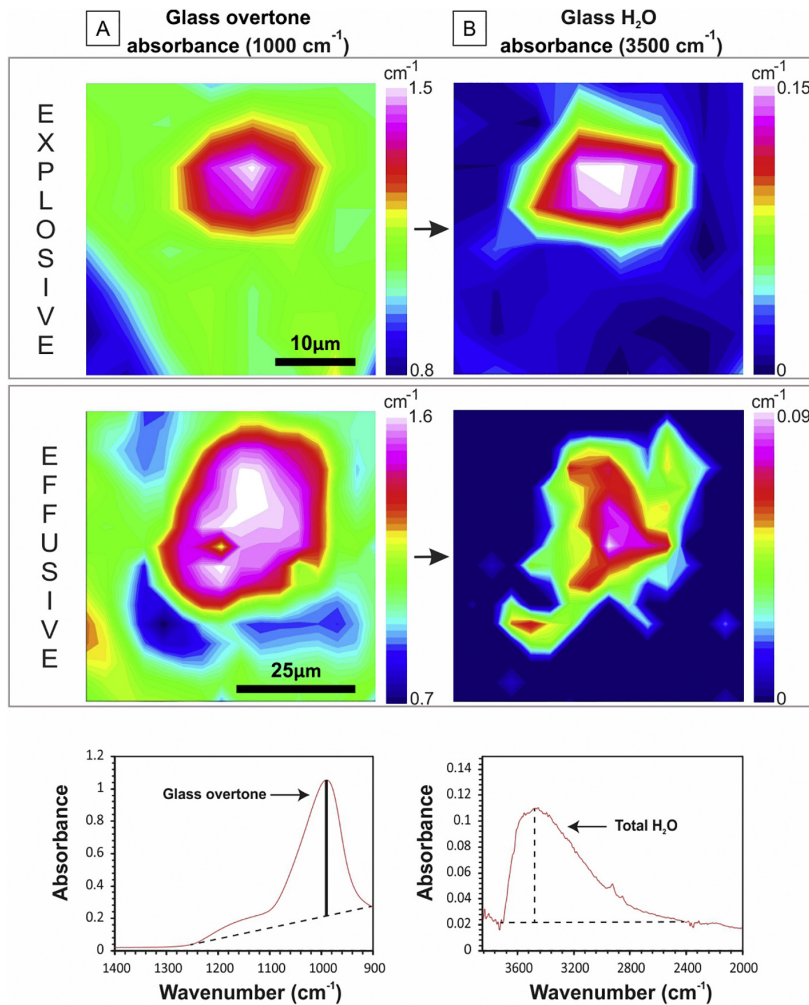 A
Glass overtone
absorbance (1000 cm⁻¹)
B
Glass H₂O
absorbance (3500 cm⁻¹)
EXPLOSIVE
cm⁻¹
1.5
0.8
10µm
cm⁻¹
0.15
0
EFFUSIVE
cm⁻¹
1.6
0.7
25µm
cm⁻¹
0.09
0
Absorbance
1.2
1
0.8
0.6
0.4
0.2
0
Glass overtone
1400 1300 1200 1100 1000 900
Wavenumber (cm⁻¹)
Absorbance
0.14
0.12
0.1
0.08
0.06
0.04
0.02
0.00
Total H₂O
3600 3200 2800 2400 2000
Wavenumber (cm⁻¹)